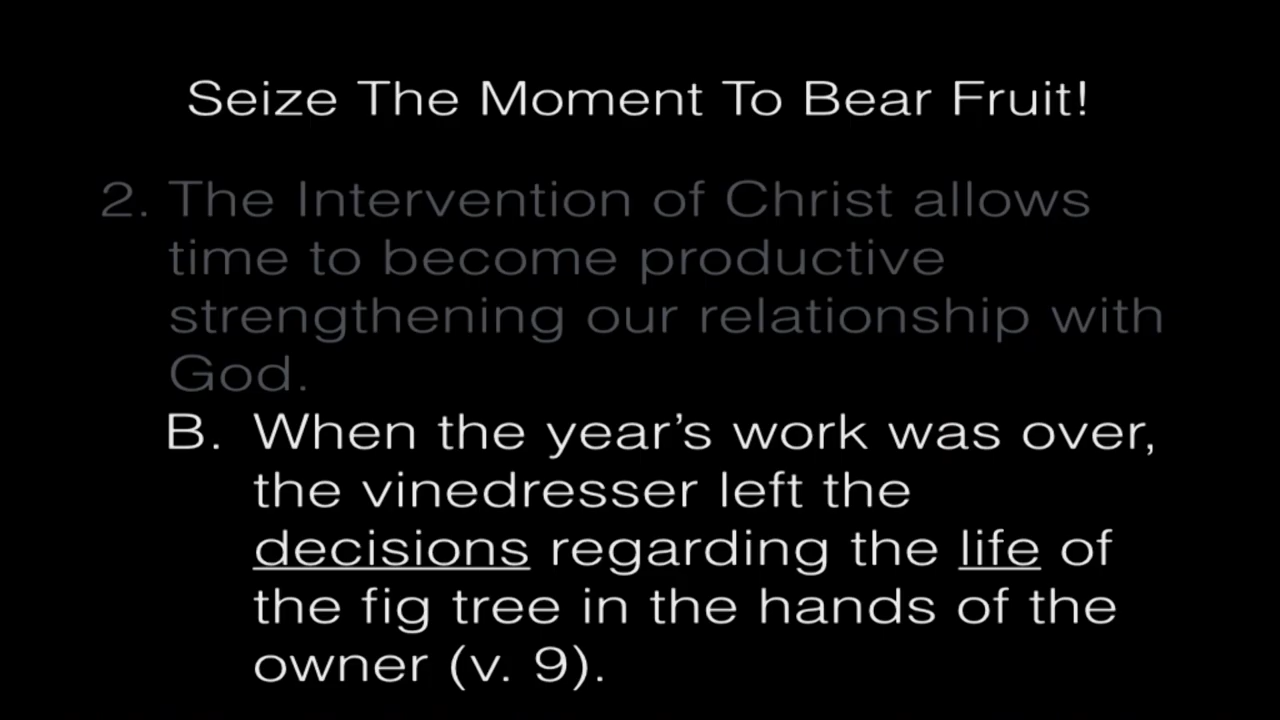 Seize The Moment To Bear Fruit!
2. The Intervention of Christ allows
time to become productive
strengthening our relationship with
God.
B. When the year’s work was over,
the vinedresser left the
decisions regarding the life of
the fig tree in the hands of the
owner (v. 9).